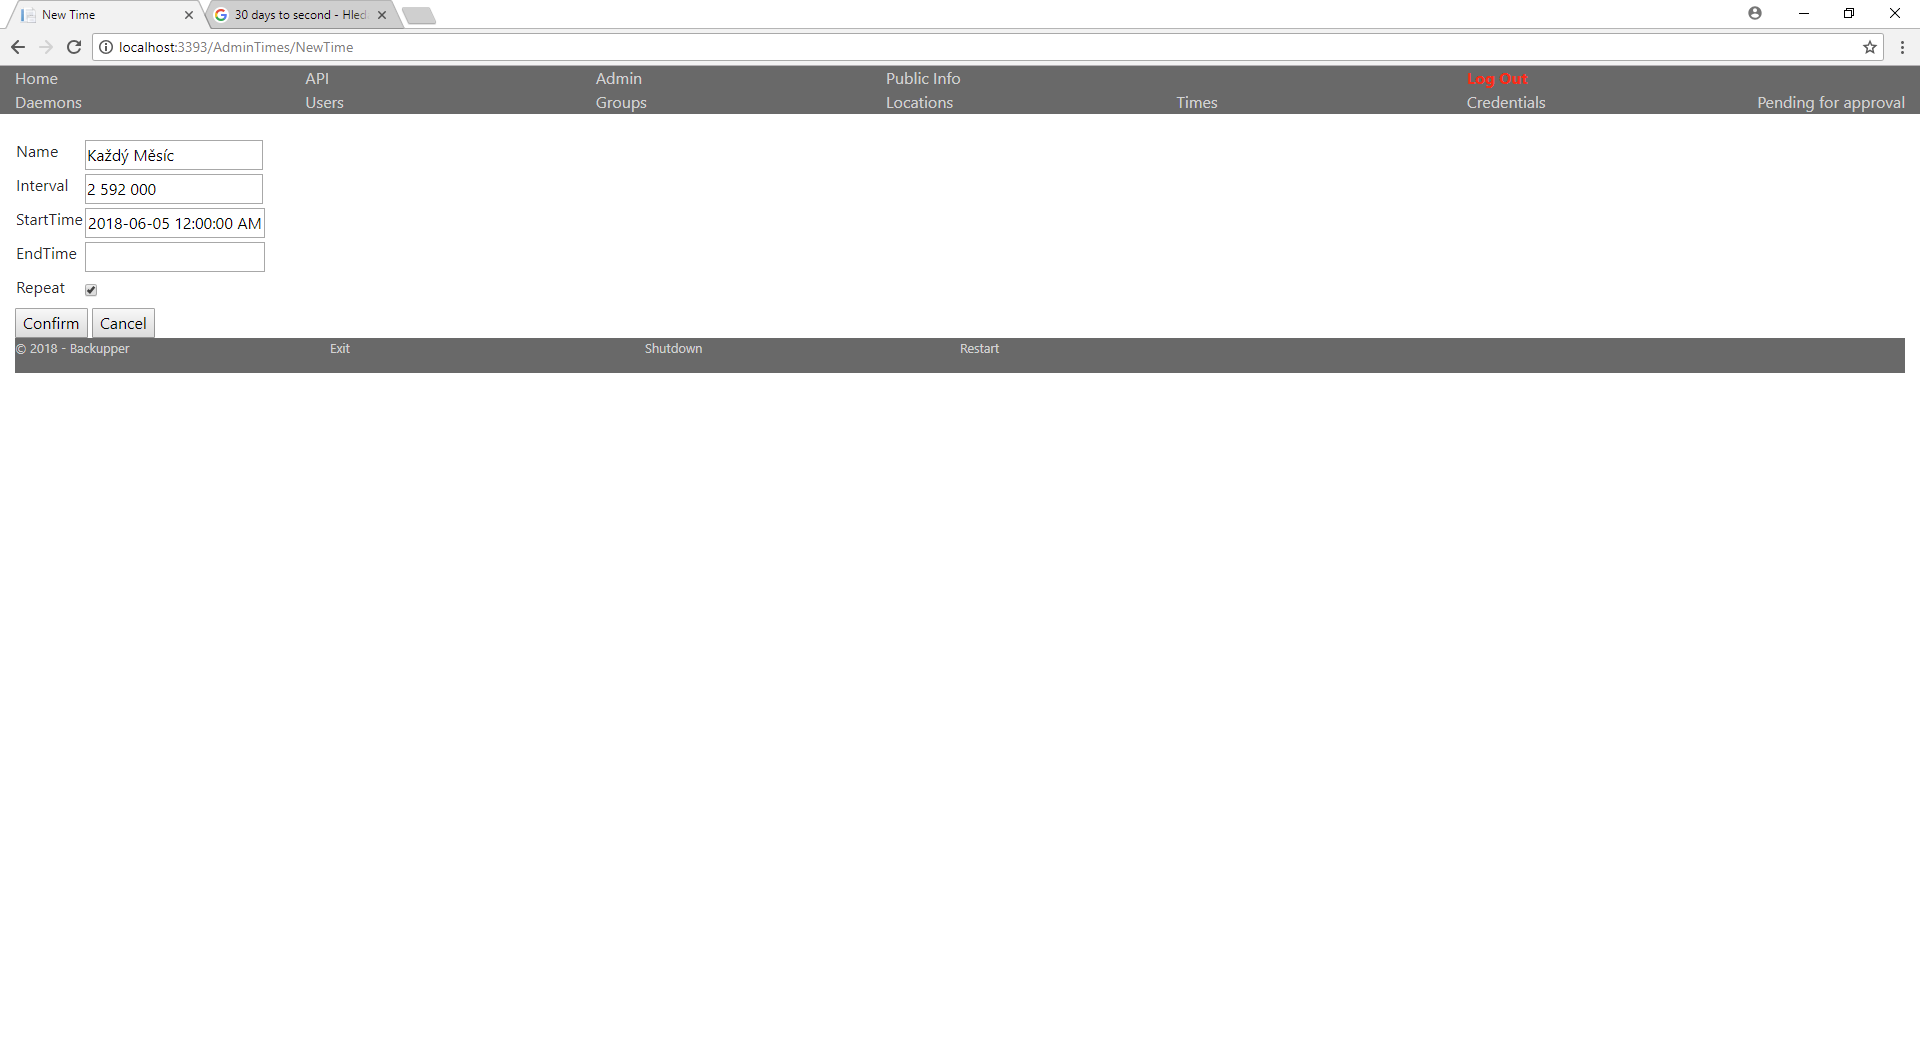 New Time
30 days to second - Hled
localhost:3393/AdminTimes/NewTime
Home API Admin Public Info Log Out
Daemons Users Groups Locations Times Credentials Pending for approval
Name Každý Měsíc
Interval 2 592 000
StartTime 2018-06-05 12:00:00 AM
EndTime
Repeat
Confirm Cancel
© 2018 - Backupper Exit Shutdown Restart